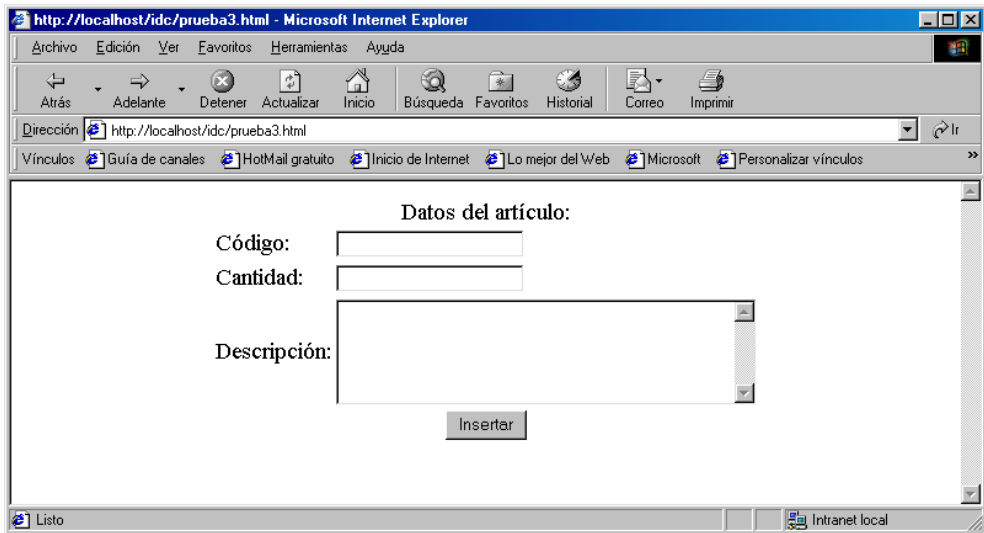 http://localhost/idc/prueba3.html - Microsoft Internet Explorer
Archivo Edición Ver Favoritos Herramientas Ayuda
Atrás Adelante Detener Actualizar Inicio Búsqueda Favoritos Historial Correo Imprimir
Dirección http://localhost/idc/prueba3.html Ir
Vínculos Guía de canales HotMail gratuito Inicio de Internet Lo mejor del Web Microsoft Personalizar vínculos »
Datos del artículo:
Código:
Cantidad:
Descripción:
Insertar
Listo Intranet local